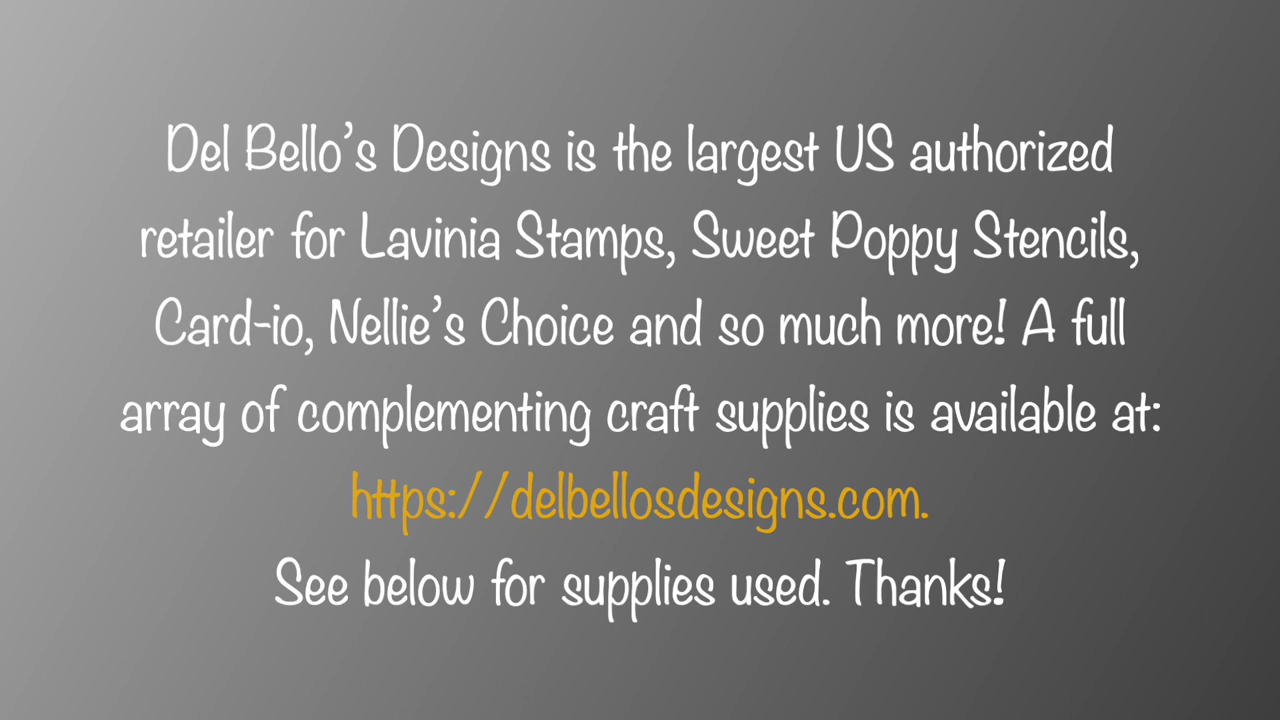 Del Bello’s Designs is the largest US authorized
retailer for Lavinia Stamps, Sweet Poppy Stencils,
Card-io, Nellie’s Choice and so much more! A full
array of complementing craft supplies is available at:
https://delbellosdesigns.com.
See below for supplies used. Thanks!